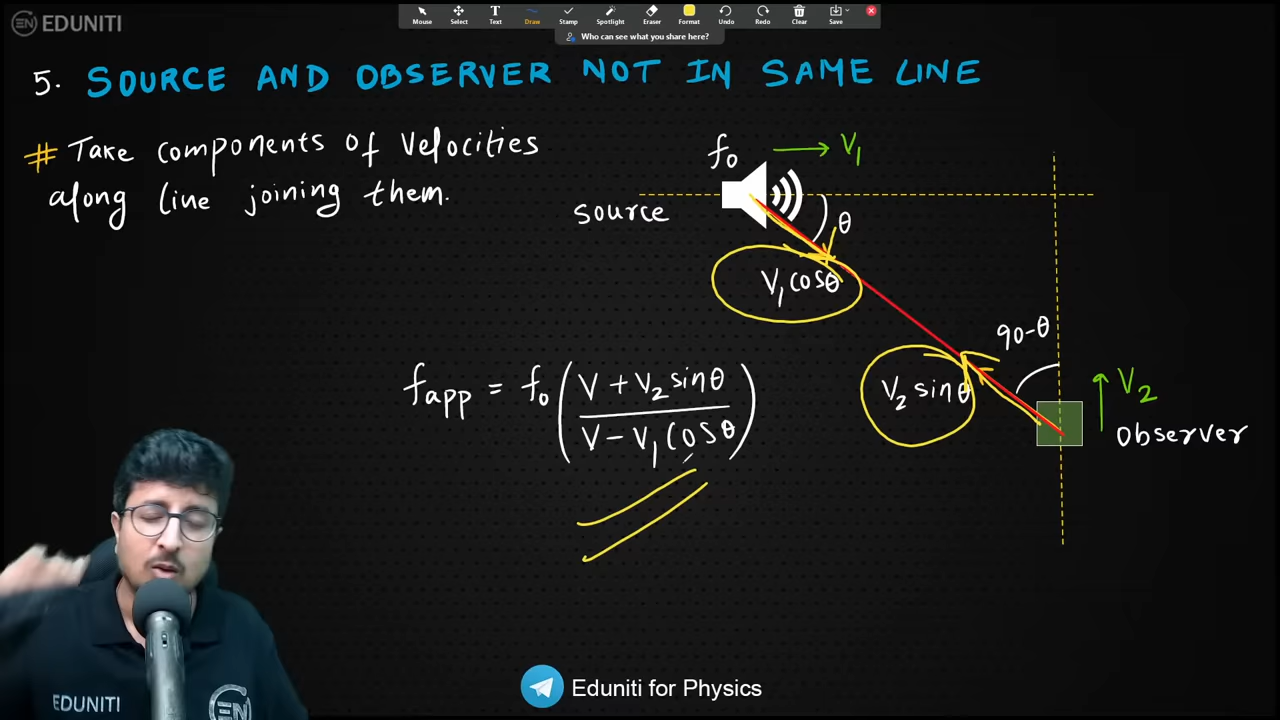 EDUNITI
Mouse Select Text Draw Stamp Spotlight Eraser Format Undo Redo Clear Save
Who can see what you share here?
5. SOURCE AND OBSERVER NOT IN SAME LINE
# Take components of velocities
along line joining them.
f₀
V₁
source
θ
V₁ cosθ
90-θ
V₂ sinθ
V₂
observer
f_app = f₀ (V + V₂ sinθ / V - V₁ cosθ)
EDUNITI
EN
Eduniti for Physics